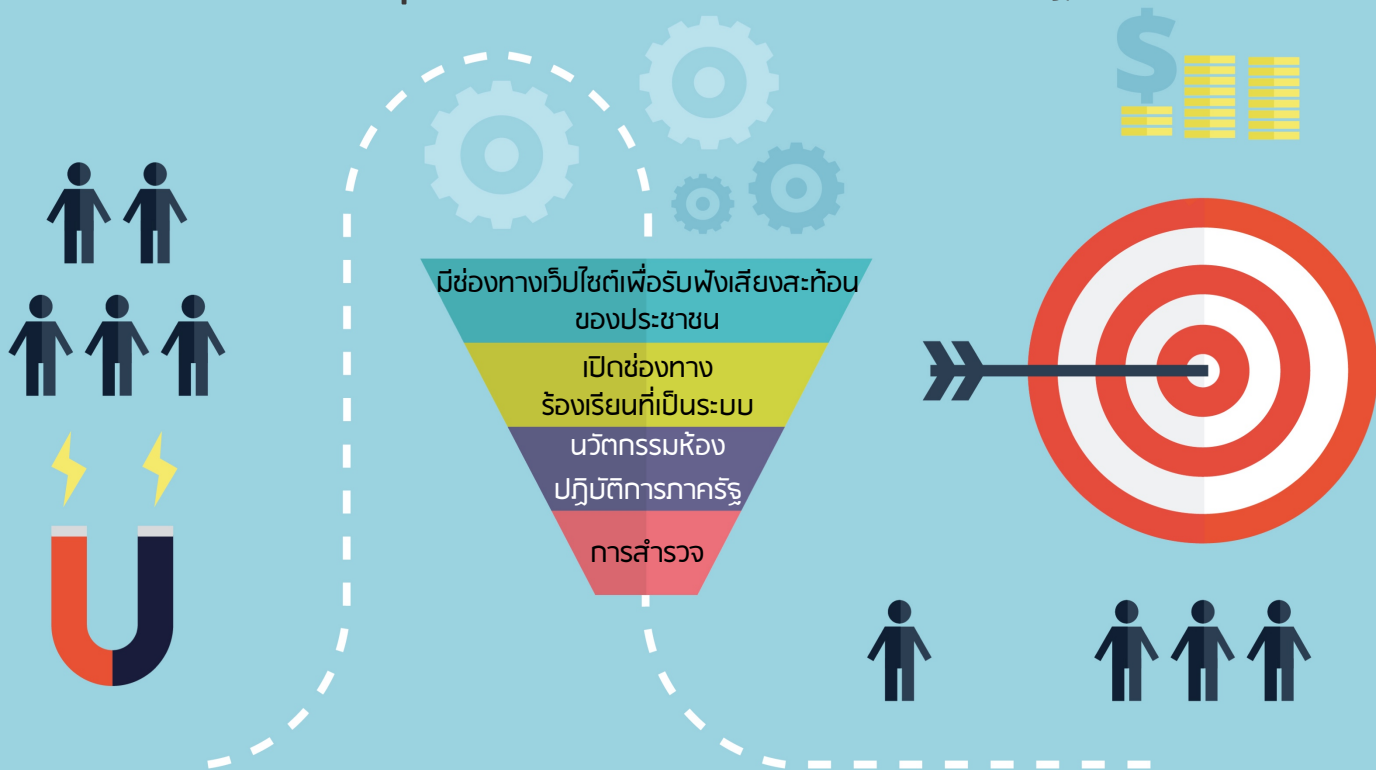 มีช่องทางเว็ปไซต์เพื่อรับฟังเสียงสะท้อน
ของประชาชน
เปิดช่องทาง
ร้องเรียนที่เป็นระบบ
นวัตกรรมห้อง
ปฏิบัติการภาครัฐ
การสำรวจ
$